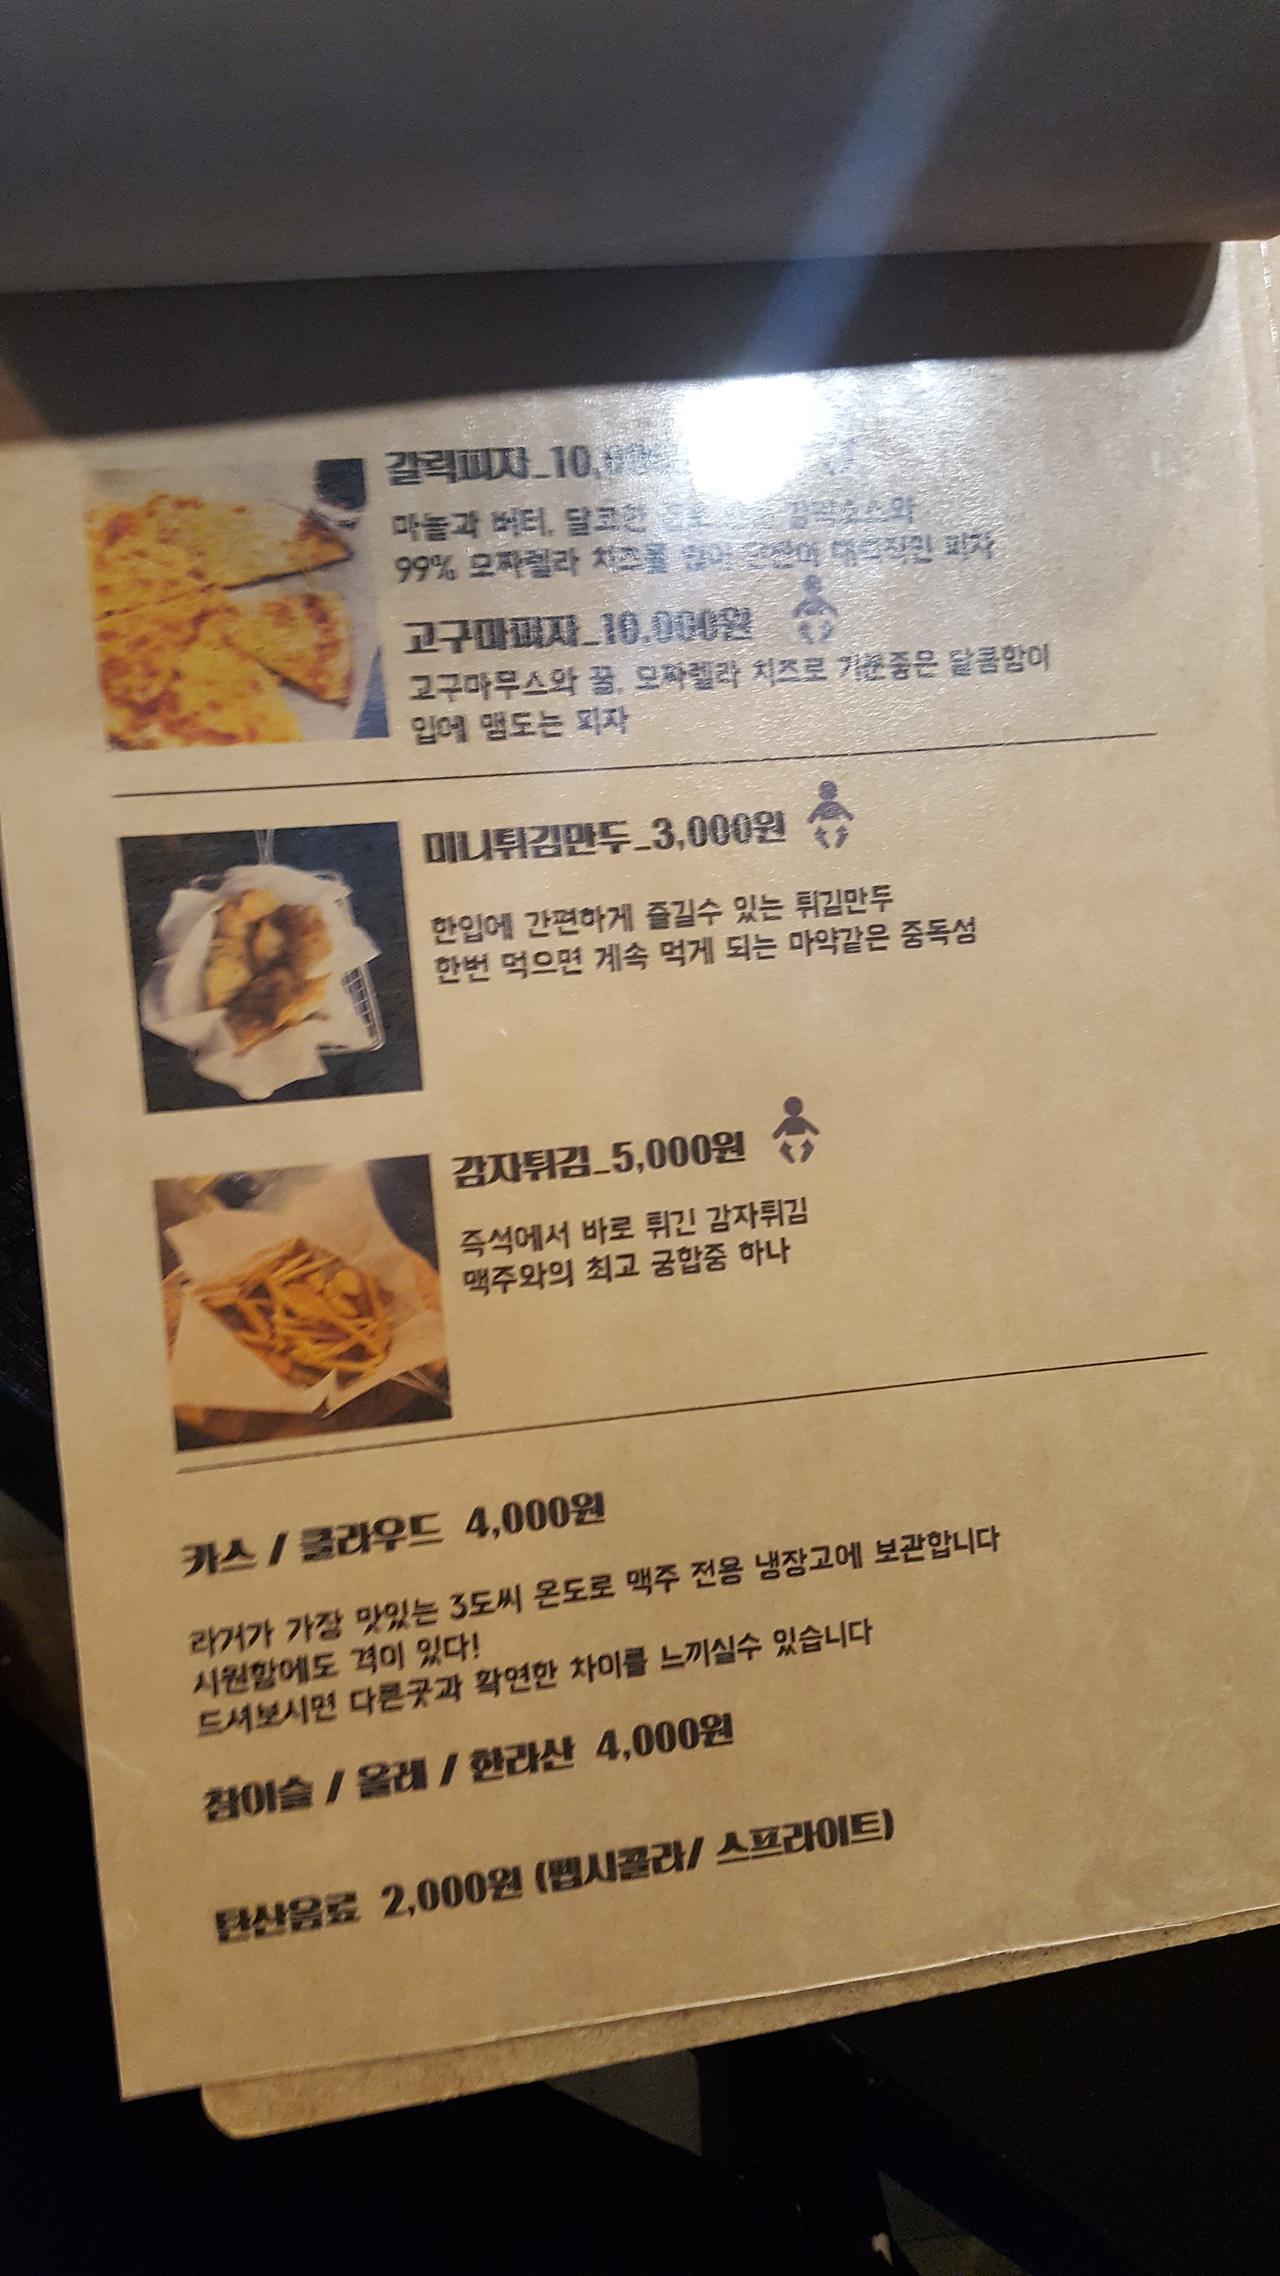 갈릭피자_10,
마늘과 버터, 달콤한 갈릭소스와
99% 모짜렐라 치즈를 단짠이 매력적인 피자
고구마피자_10,000원
고구마무스와 꿀, 모짜렐라 치즈로 기분좋은 달콤함이
입에 맴도는 피자
미니튀김만두_3,000원
한입에 간편하게 즐길수 있는 튀김만두
한번 먹으면 계속 먹게 되는 마약같은 중독성
감자튀김_5,000원
즉석에서 바로 튀긴 감자튀김
맥주와의 최고 궁합중 하나
카스 / 클라우드 4,000원
라거가 가장 맛있는 3도씨 온도로 맥주 전용 냉장고에 보관합니다
시원함에도 격이 있다!
드셔보시면 다른곳과 확연한 차이를 느끼실수 있습니다
참이슬 / 올레 / 한라산 4,000원
탄산음료 2,000원 (펩시콜라/ 스프라이트)